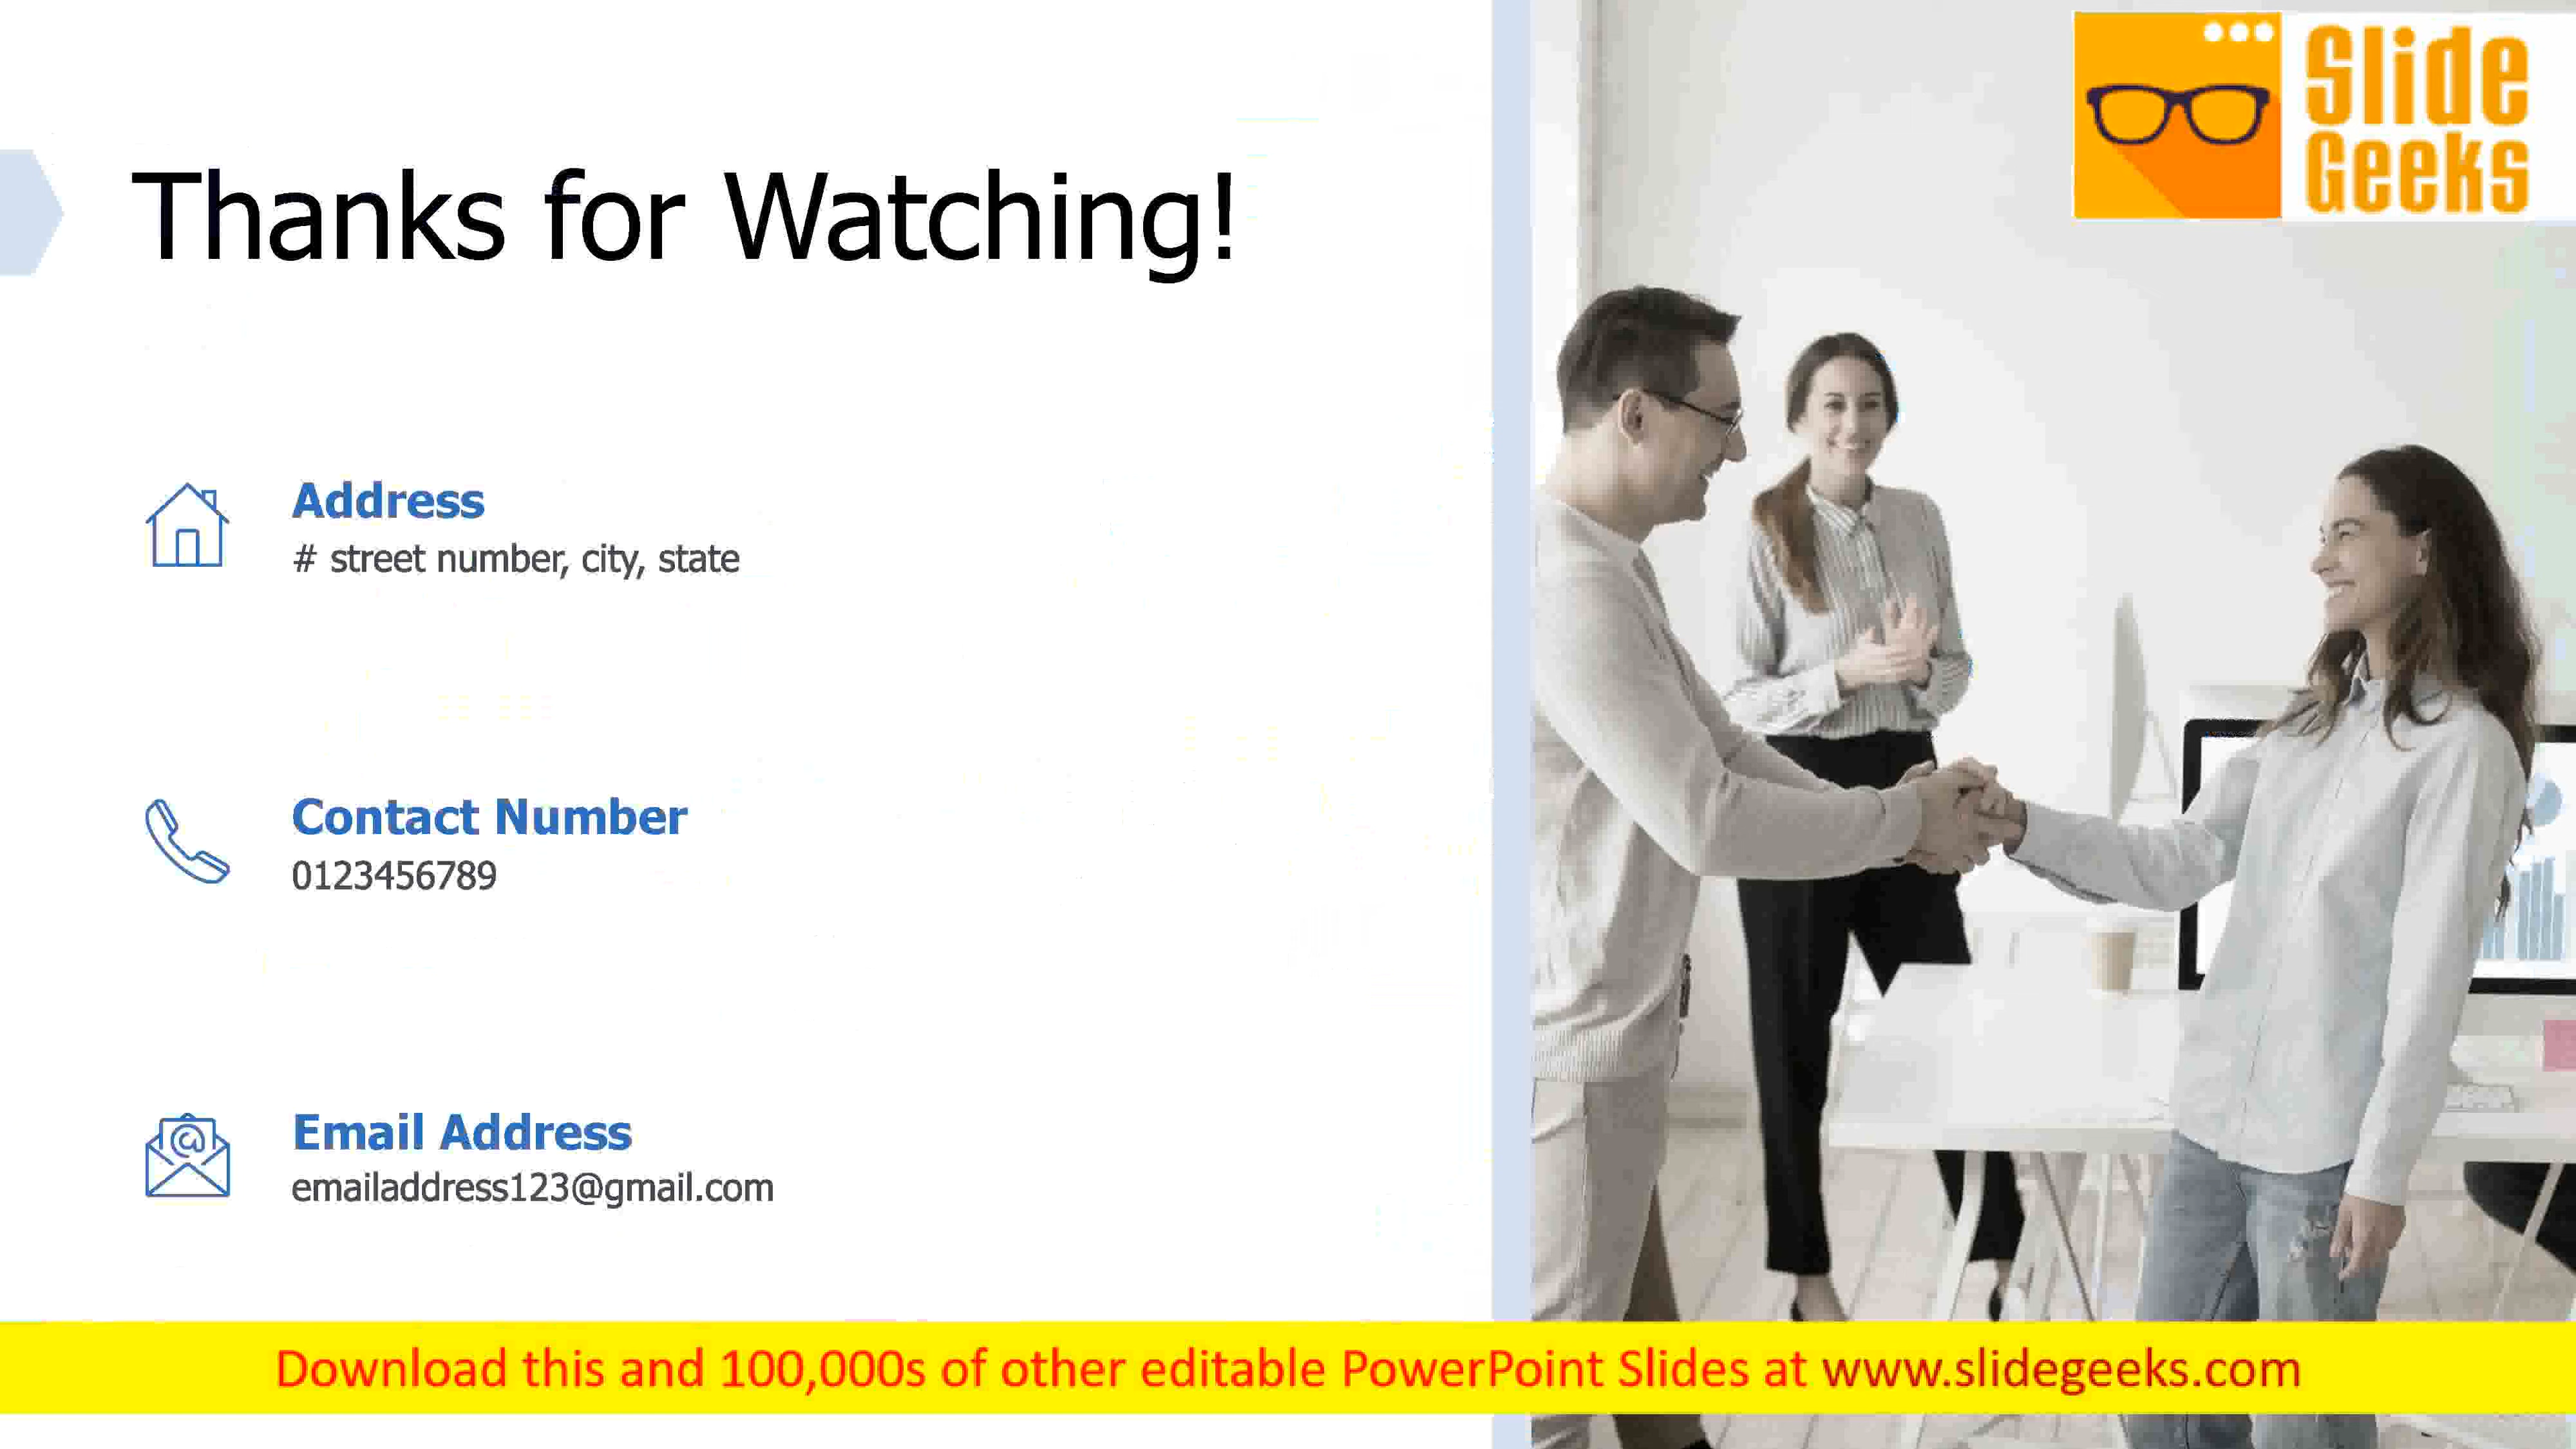 Slide
Geeks
Thanks for Watching!
Address
# street number, city, state
Contact Number
0123456789
Email Address
emailaddress123@gmail.com
Download this and 100,000s of other editable PowerPoint Slides at www.slidegeeks.com